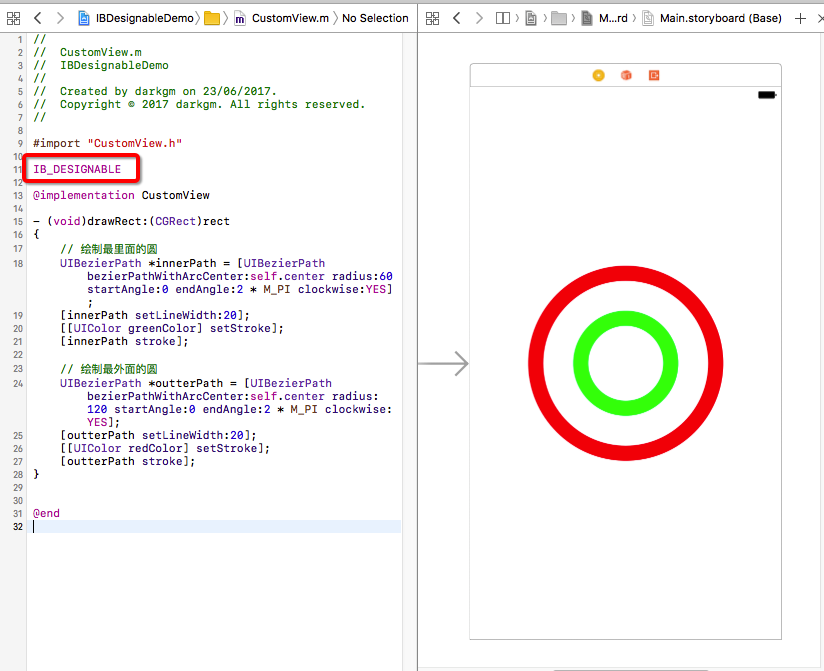 IBDesignableDemo CustomView.m No Selection
M...rd Main.storyboard (Base)
1 //
2 //  CustomView.m
3 //  IBDesignableDemo
4 //
5 //  Created by darkgm on 23/06/2017.
6 //  Copyright © 2017 darkgm. All rights reserved.
7 //
8
9 #import "CustomView.h"
10
11 IB_DESIGNABLE
12
13 @implementation CustomView
14
15 - (void)drawRect:(CGRect)rect
16 {
17     // 绘制最里面的圆
18     UIBezierPath *innerPath = [UIBezierPath
bezierPathWithArcCenter:self.center radius:60
startAngle:0 endAngle:2 * M_PI clockwise:YES]
;
19     [innerPath setLineWidth:20];
20     [[UIColor greenColor] setStroke];
21     [innerPath stroke];
22
23     // 绘制最外面的圆
24     UIBezierPath *outterPath = [UIBezierPath
bezierPathWithArcCenter:self.center radius:
120 startAngle:0 endAngle:2 * M_PI clockwise:
YES];
25     [outterPath setLineWidth:20];
26     [[UIColor redColor] setStroke];
27     [outterPath stroke];
28 }
29
30
31 @end
32